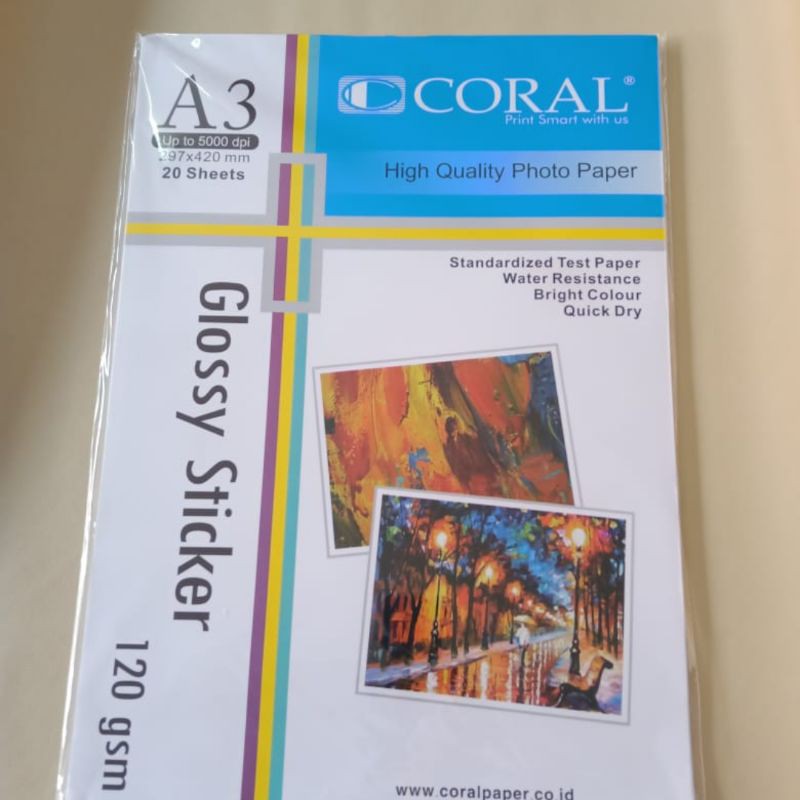 A3
Up to 5000 dpi
297x420 mm
20 Sheets
CORAL®
Print Smart with us
High Quality Photo Paper
Standardized Test Paper
Water Resistance
Bright Colour
Quick Dry
Glossy Sticker
120 gsm
www.coralpaper.co.id